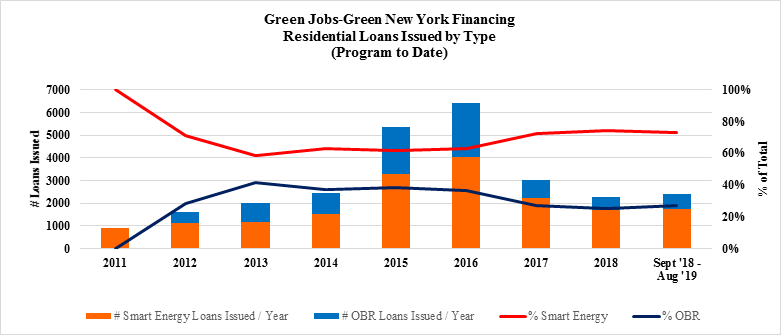 Green Jobs-Green New York Financing
Residential Loans Issued by Type
(Program to Date)
7000
6000
5000
4000
3000
2000
1000
0
# Loans Issued
100%
80%
60%
40%
20%
0%
% of Total
2011 2012 2013 2014 2015 2016 2017 2018 Sept '18 -
Aug '19
# Smart Energy Loans Issued / Year # OBR Loans Issued / Year % Smart Energy % OBR